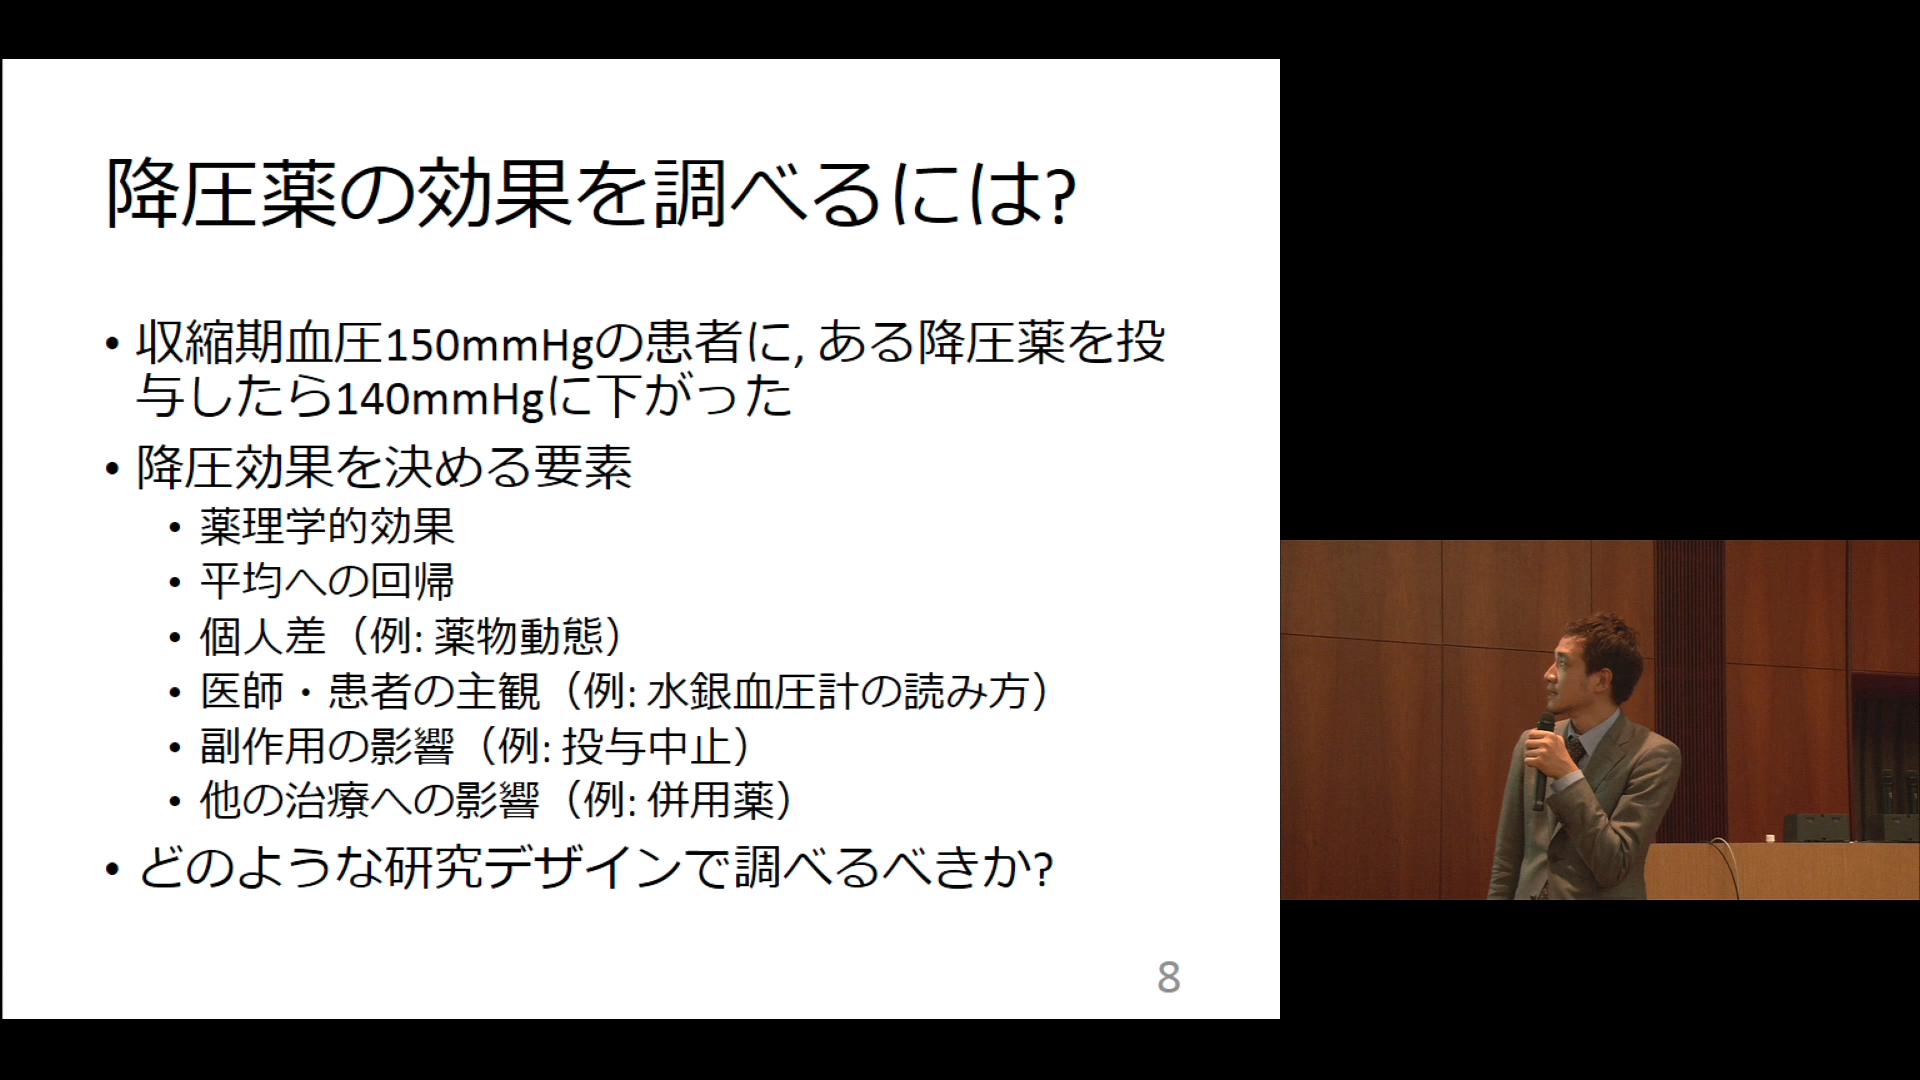 降圧薬の効果を調べるには?
• 収縮期血圧150mmHgの患者に, ある降圧薬を投
与したら140mmHgに下がった
• 降圧効果を決める要素
• 薬理学的効果
• 平均への回帰
• 個人差（例: 薬物動態）
• 医師・患者の主観（例: 水銀血圧計の読み方）
• 副作用の影響（例: 投与中止）
• 他の治療への影響（例: 併用薬）
• どのような研究デザインで調べるべきか?
8